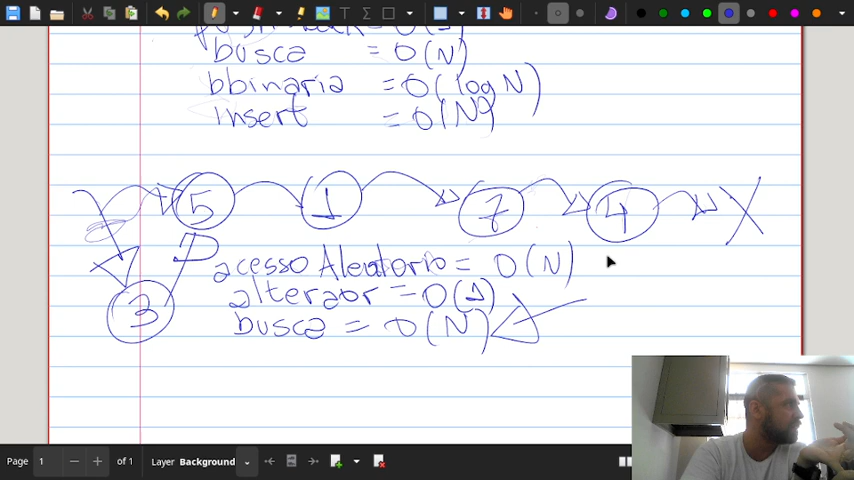 busca = O(N)
bbinaria = O(log N)
insert = O(N)
5 1 7 4 X
3
acesso Aleatorio = O(N)
alteraor = O(1)
busca = O(N)
Page 1 of 1 Layer Background